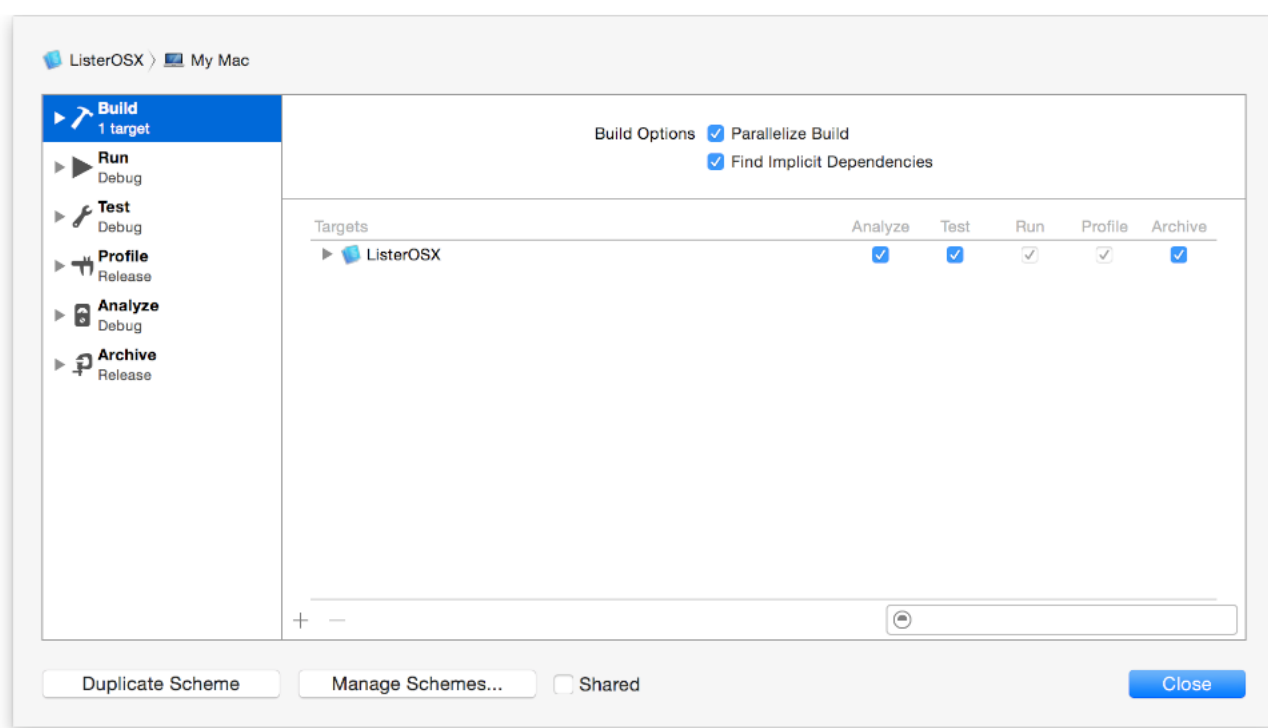 ListerOSX 〉 My Mac
Build
1 target
Run
Debug
Test
Debug
Profile
Release
Analyze
Debug
Archive
Release
Build Options Parallelize Build
Find Implicit Dependencies
Targets Analyze Test Run Profile Archive
ListerOSX
Duplicate Scheme Manage Schemes... Shared Close